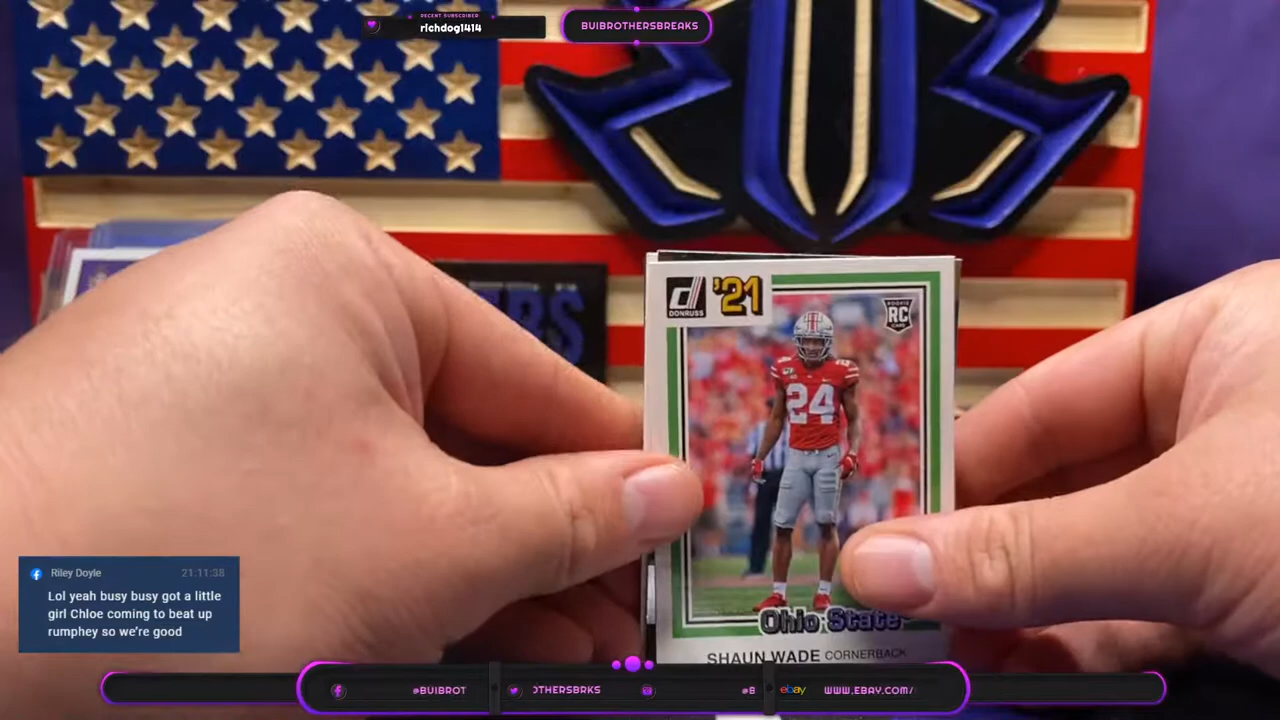 RECENT SUBSCRIBER
richdog1414
BUIBROTHERSBREAKS
DONRUSS
'21
ROOKIE
RC
CARD
24
Ohio State
SHAUN WADE CORNERBACK
Riley Doyle
21:11:38
Lol yeah busy busy got a little
girl Chloe coming to beat up
rumphey so we're good
@BUIBROT
OTHERSBRKS
@B
ebay
WWW.EBAY.COM/